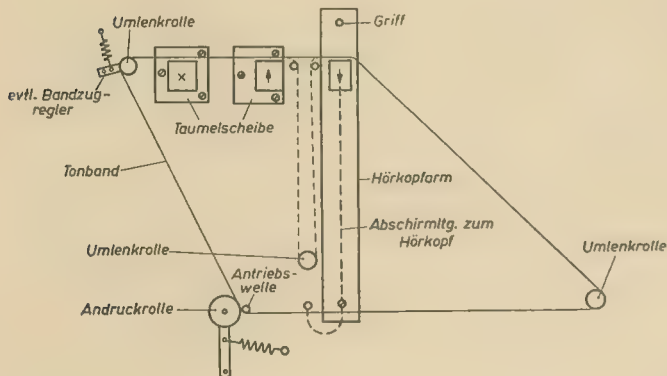 Umlenkrolle
Griff
evtl. Bandzug-
regler
Taumelscheibe
Tonband
Hörkopfarm
Abschirmltg. zum
Hörkopf
Umlenkrolle
Umlenkrolle
Antriebs-
welle
Andruckrolle